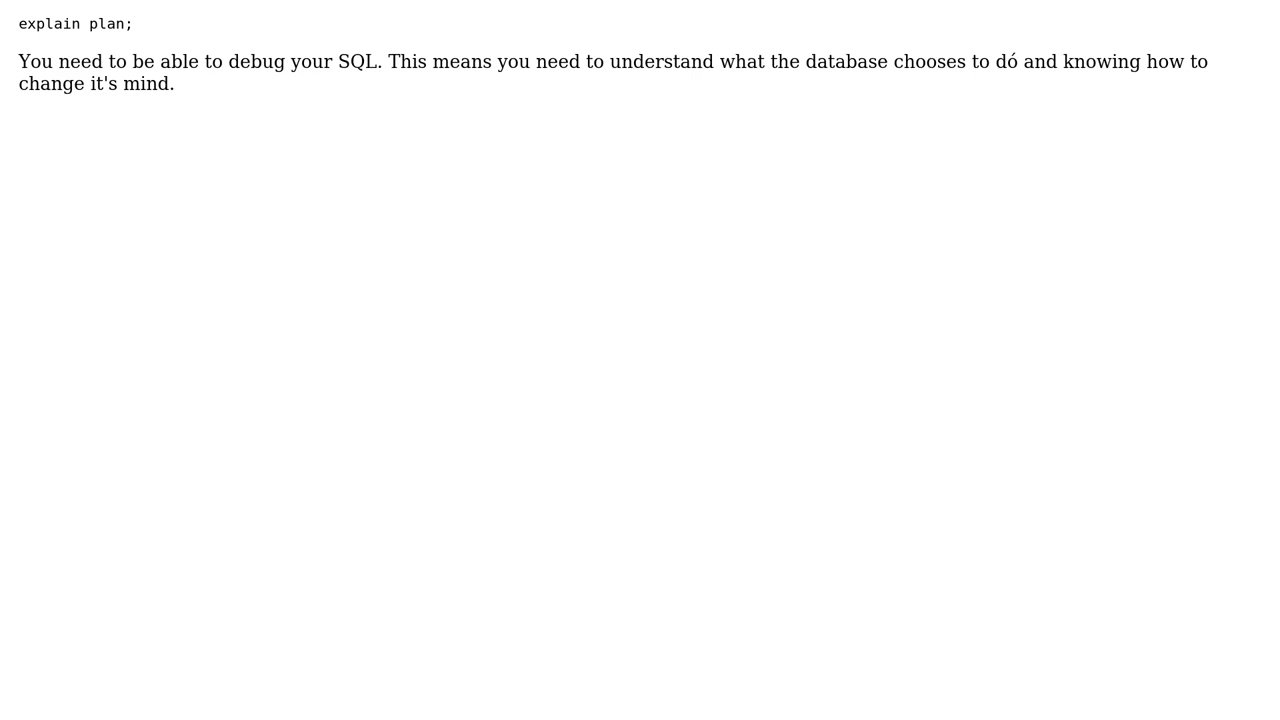 explain plan;
You need to be able to debug your SQL. This means you need to understand what the database chooses to dó and knowing how to
change it's mind.